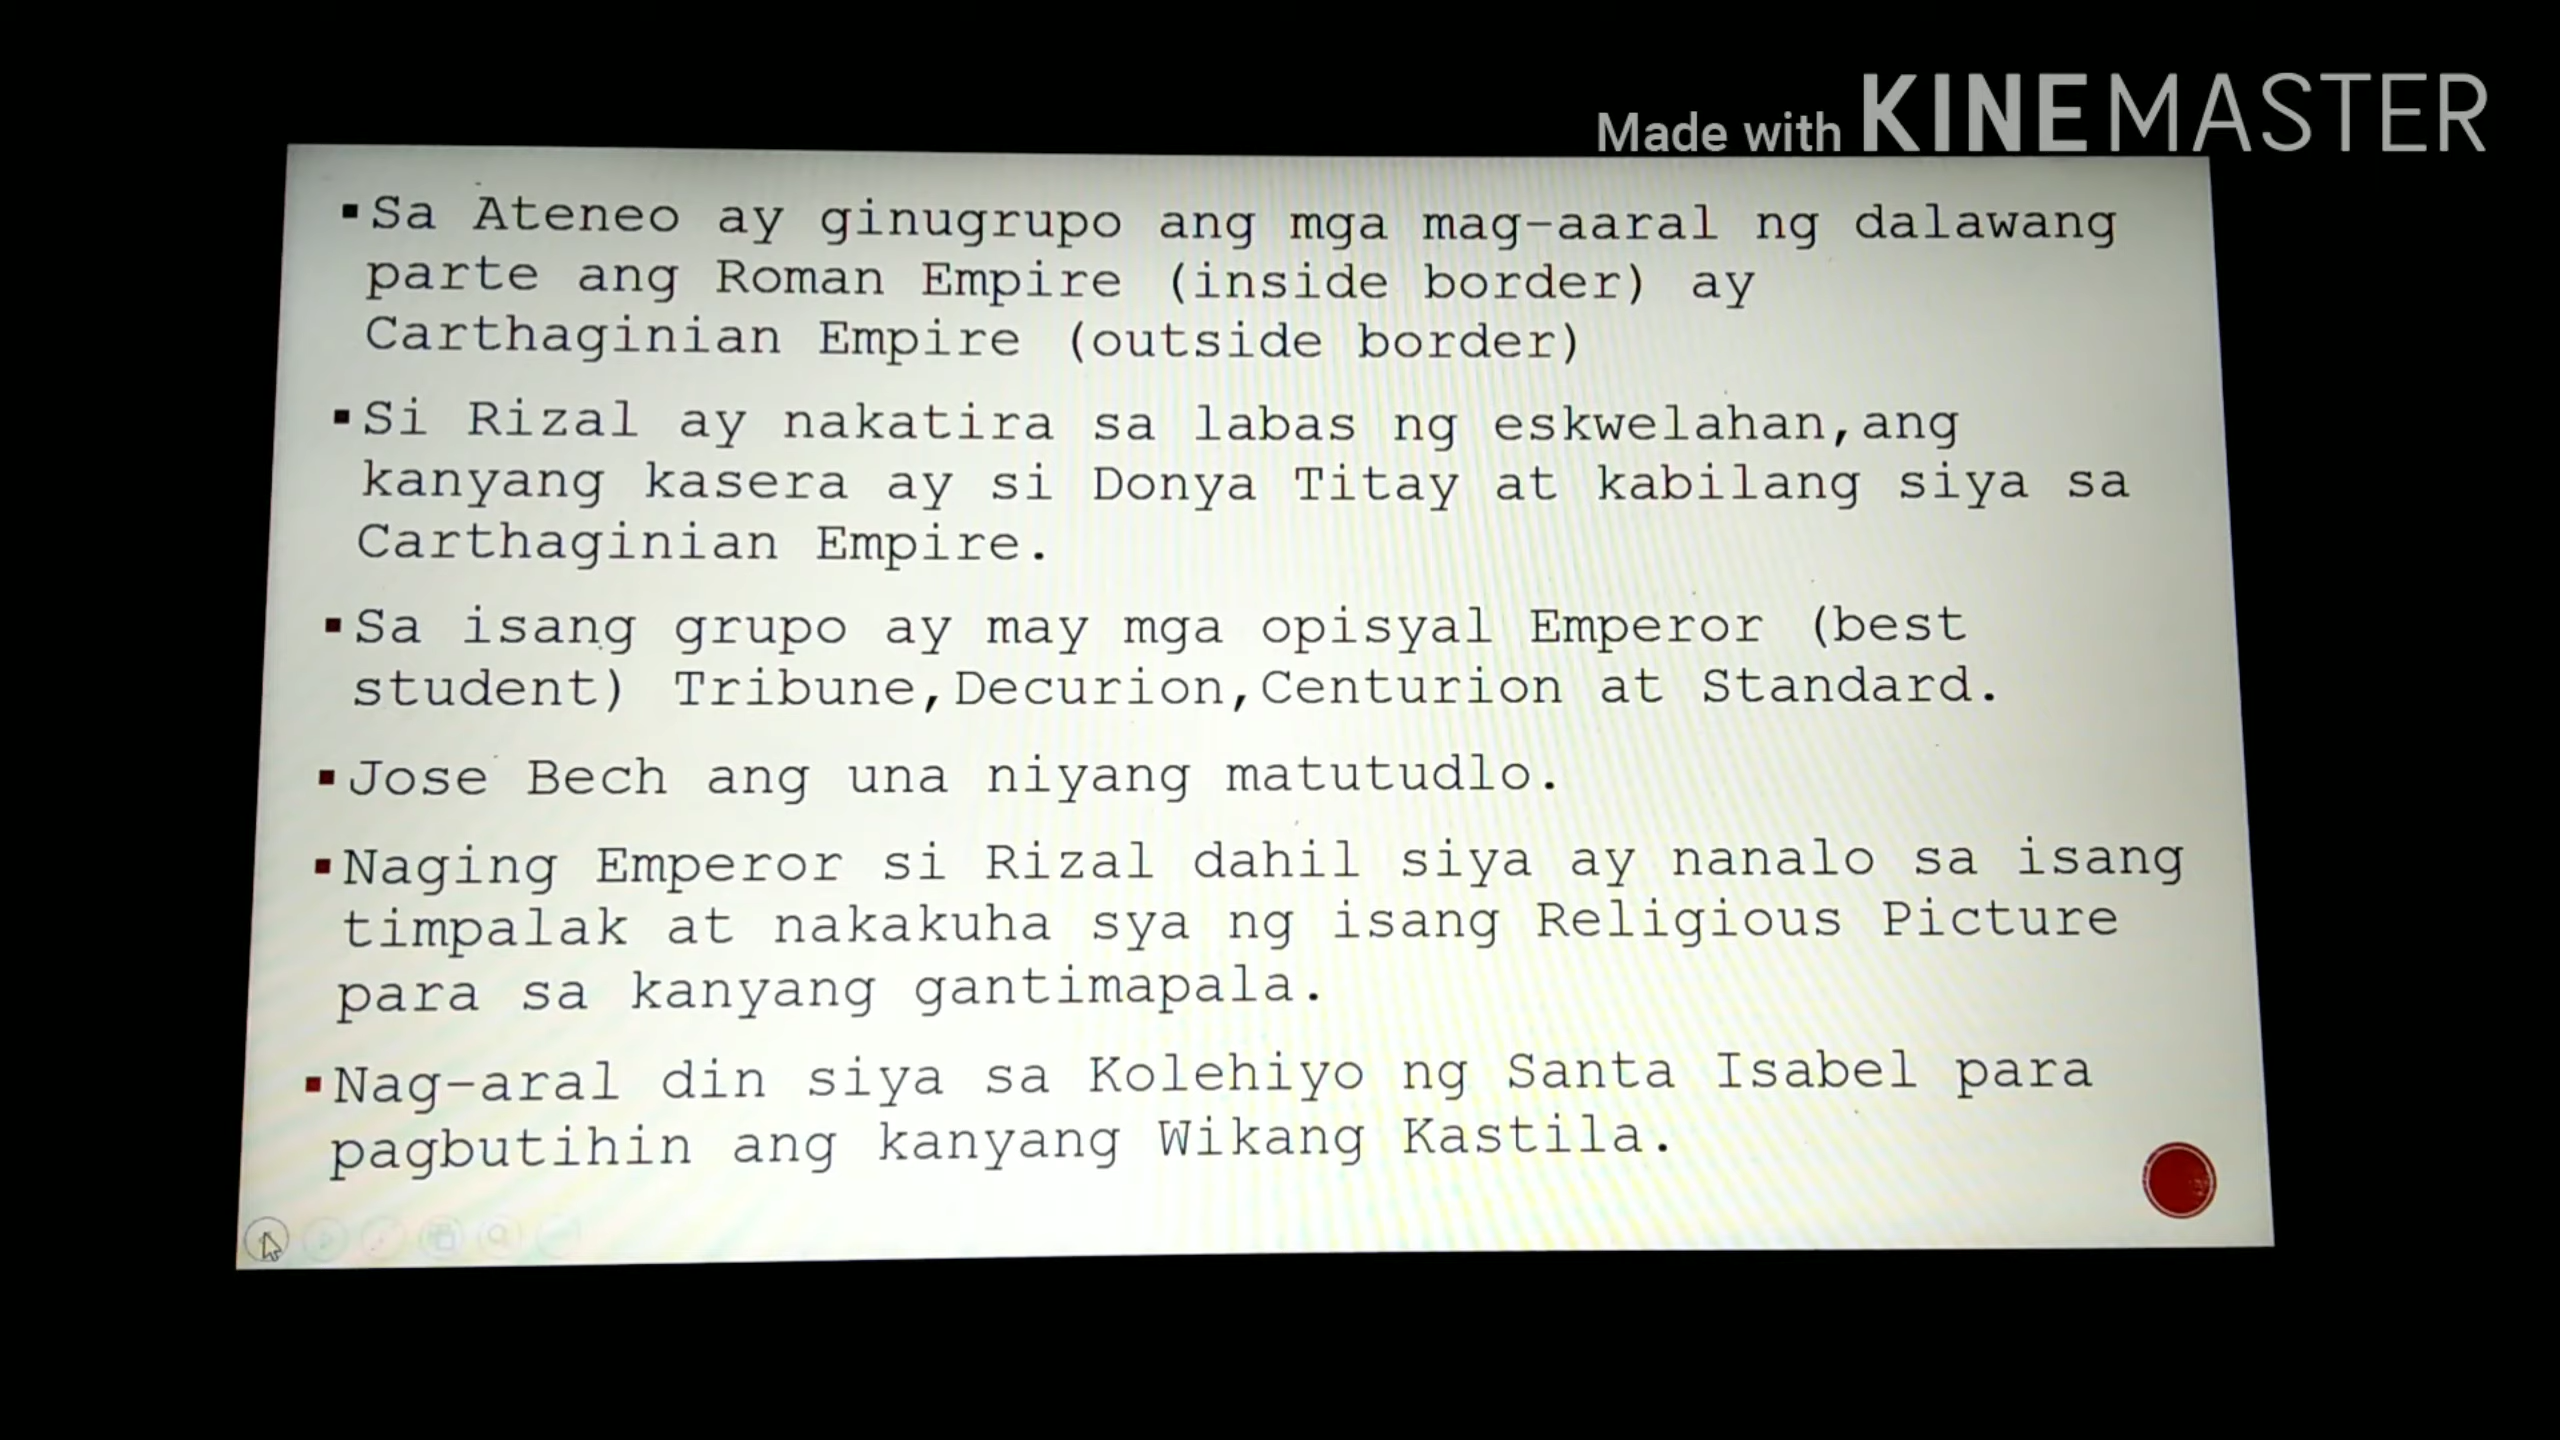 Made with KINEMASTER
▪Sa Ateneo ay ginugrupo ang mga mag-aaral ng dalawang
parte ang Roman Empire (inside border) ay
Carthaginian Empire (outside border)
▪Si Rizal ay nakatira sa labas ng eskwelahan,ang
kanyang kasera ay si Donya Titay at kabilang siya sa
Carthaginian Empire.
▪Sa isang grupo ay may mga opisyal Emperor (best
student) Tribune,Decurion,Centurion at Standard.
▪Jose Bech ang una niyang matutudlo.
▪Naging Emperor si Rizal dahil siya ay nanalo sa isang
timpalak at nakakuha sya ng isang Religious Picture
para sa kanyang gantimapala.
▪Nag-aral din siya sa Kolehiyo ng Santa Isabel para
pagbutihin ang kanyang Wikang Kastila.